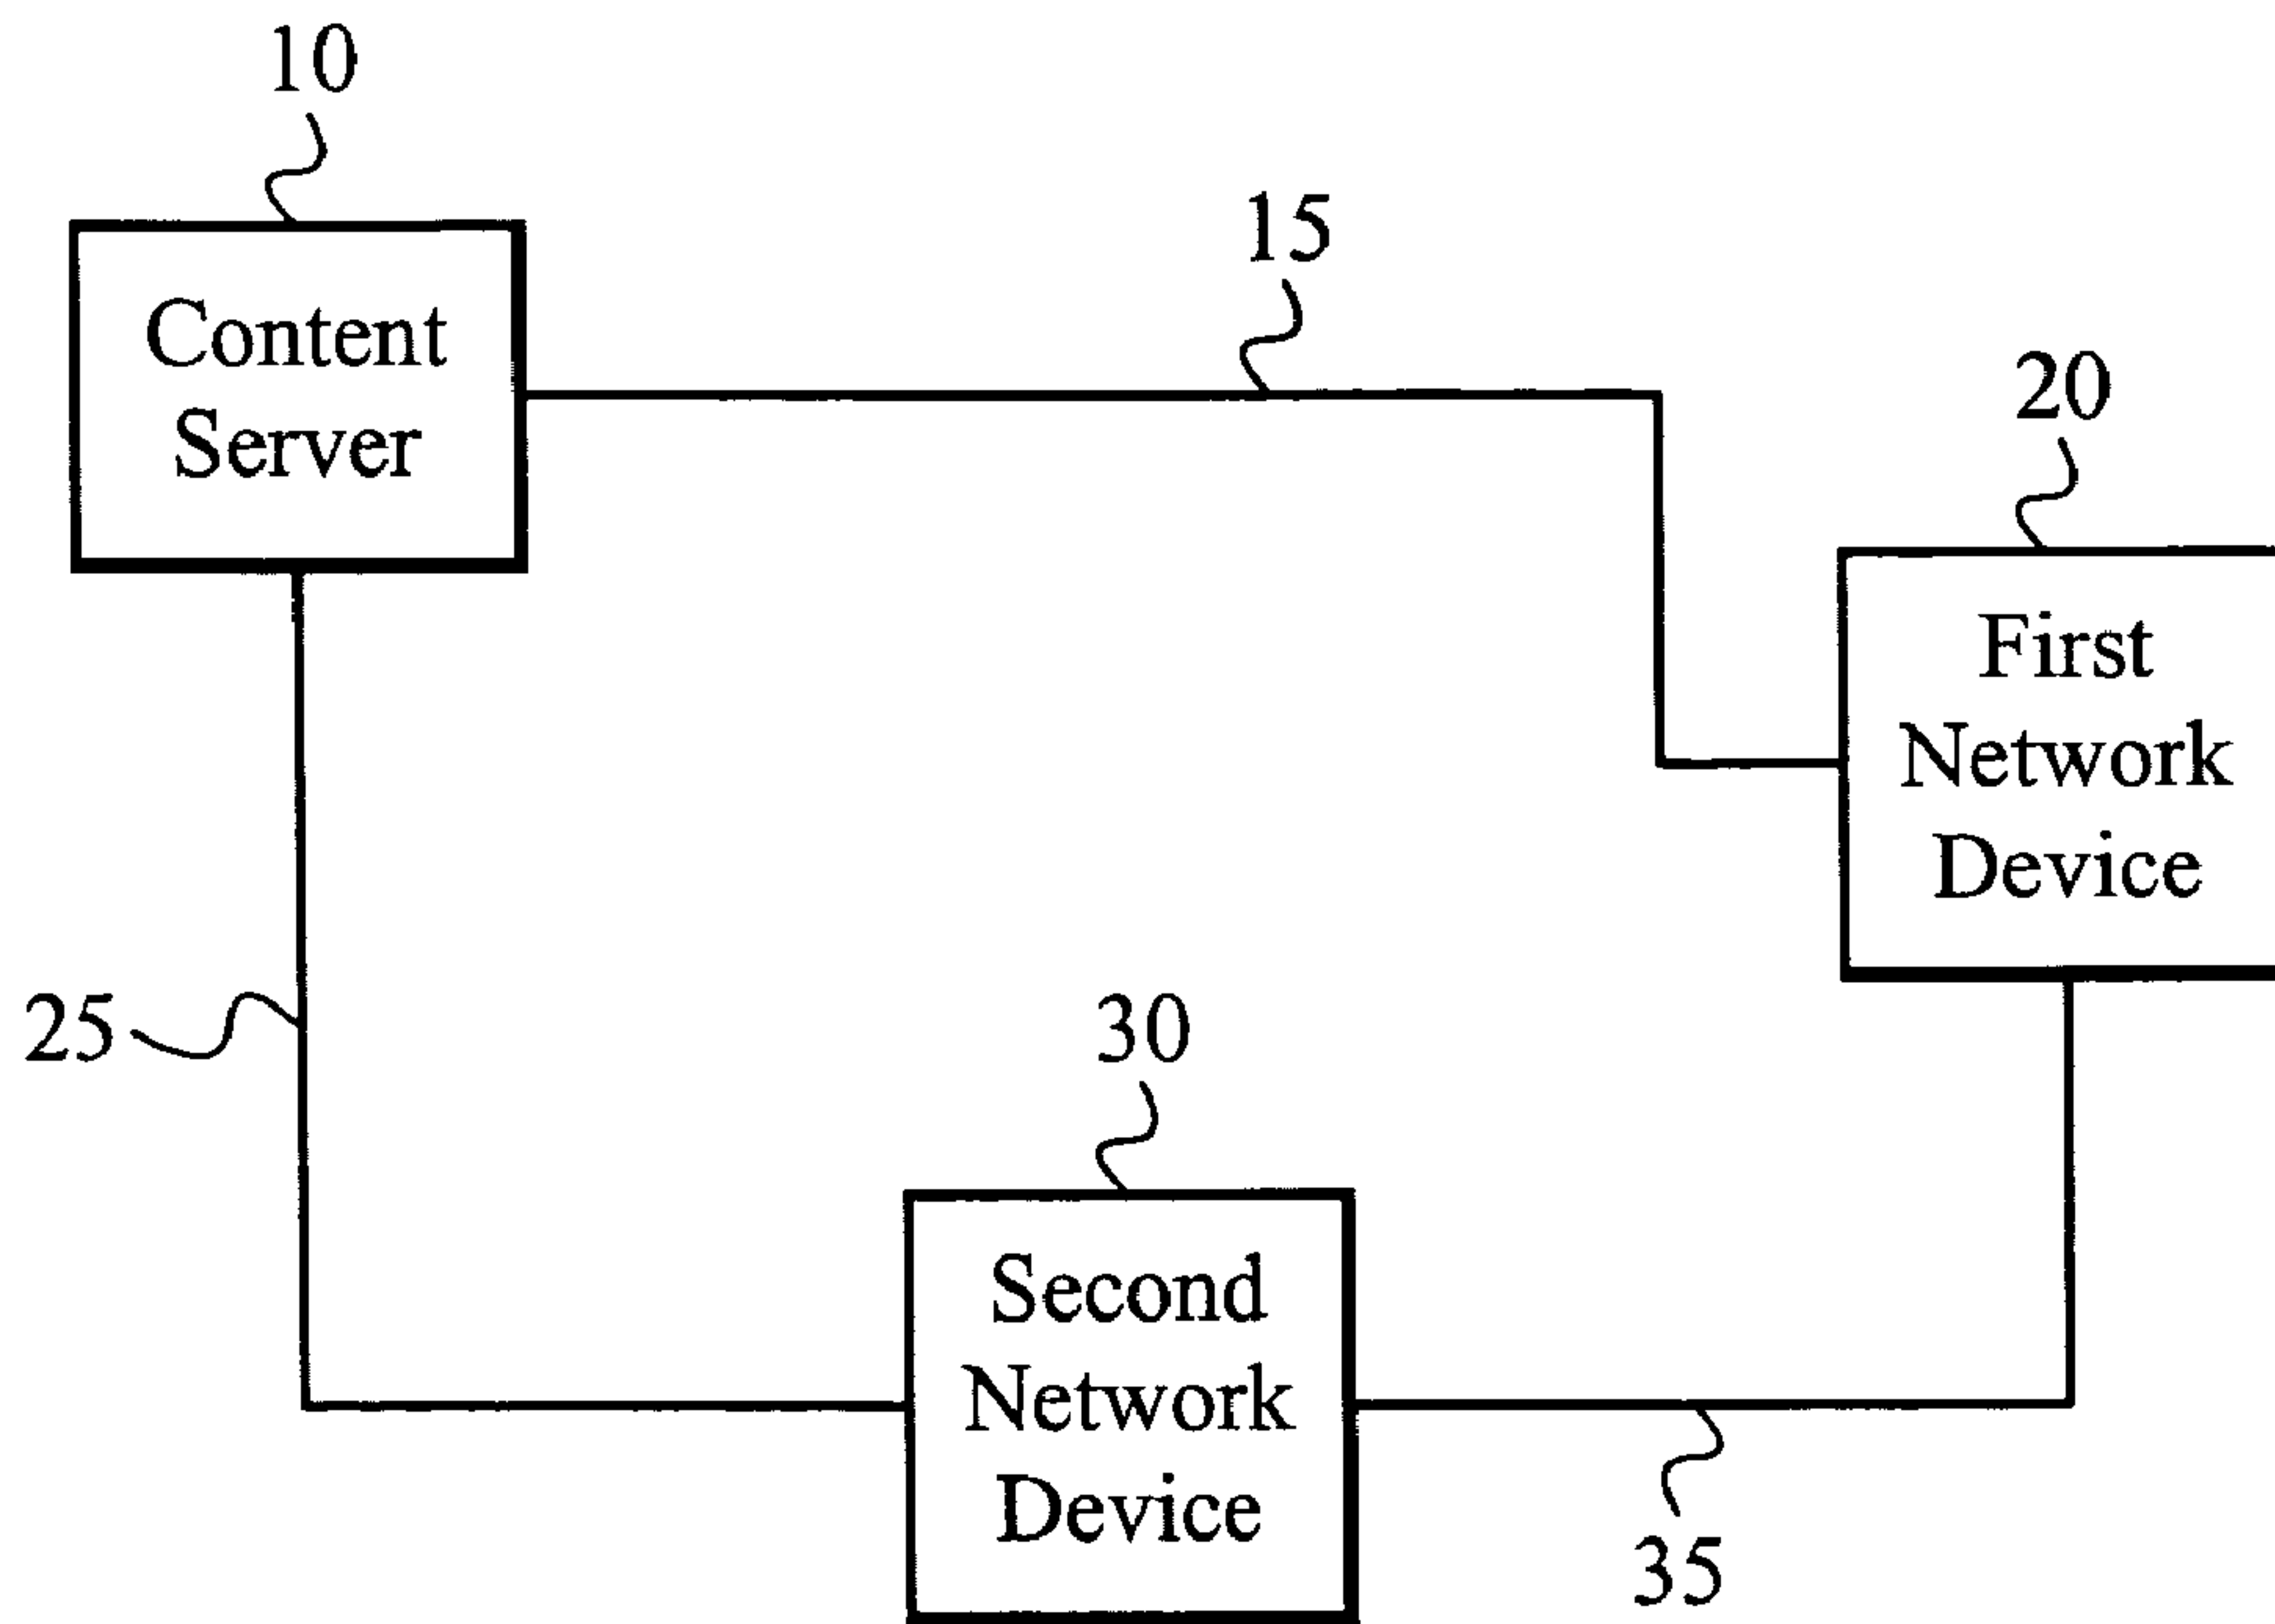 10
15
Content
Server
20
First
Network
Device
25
30
Second
Network
Device
35